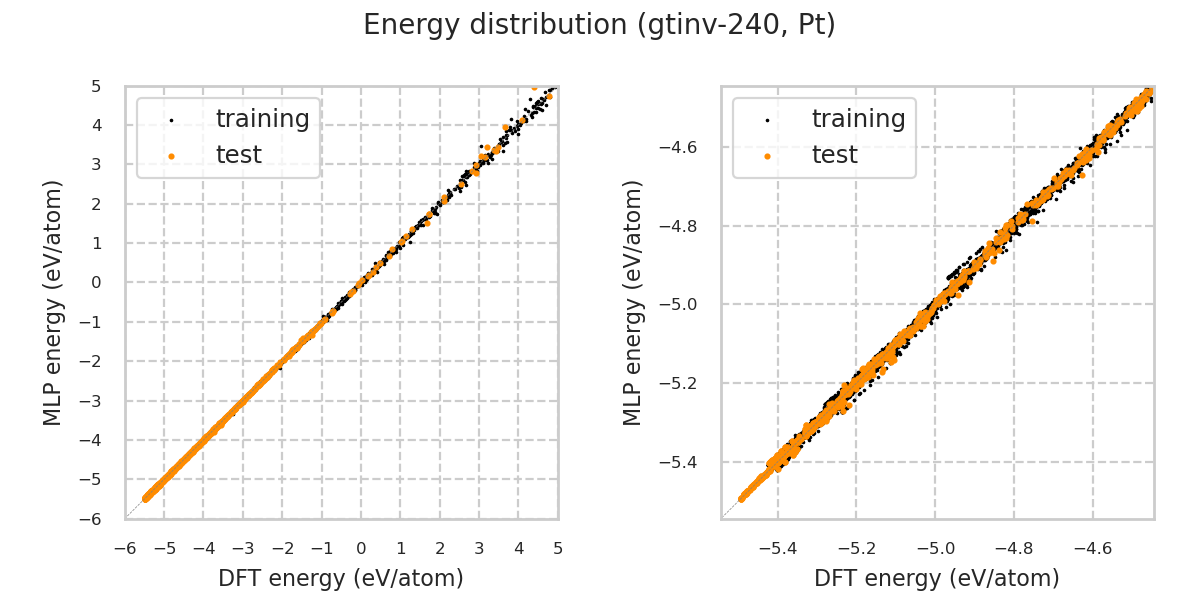 Energy distribution (gtinv-240, Pt)
training
test
5
4
3
2
1
0
−1
−2
−3
−4
−5
−6
MLP energy (eV/atom)
−6 −5 −4 −3 −2 −1 0 1 2 3 4 5
DFT energy (eV/atom)
training
test
−4.6
−4.8
−5.0
−5.2
−5.4
MLP energy (eV/atom)
−5.4 −5.2 −5.0 −4.8 −4.6
DFT energy (eV/atom)